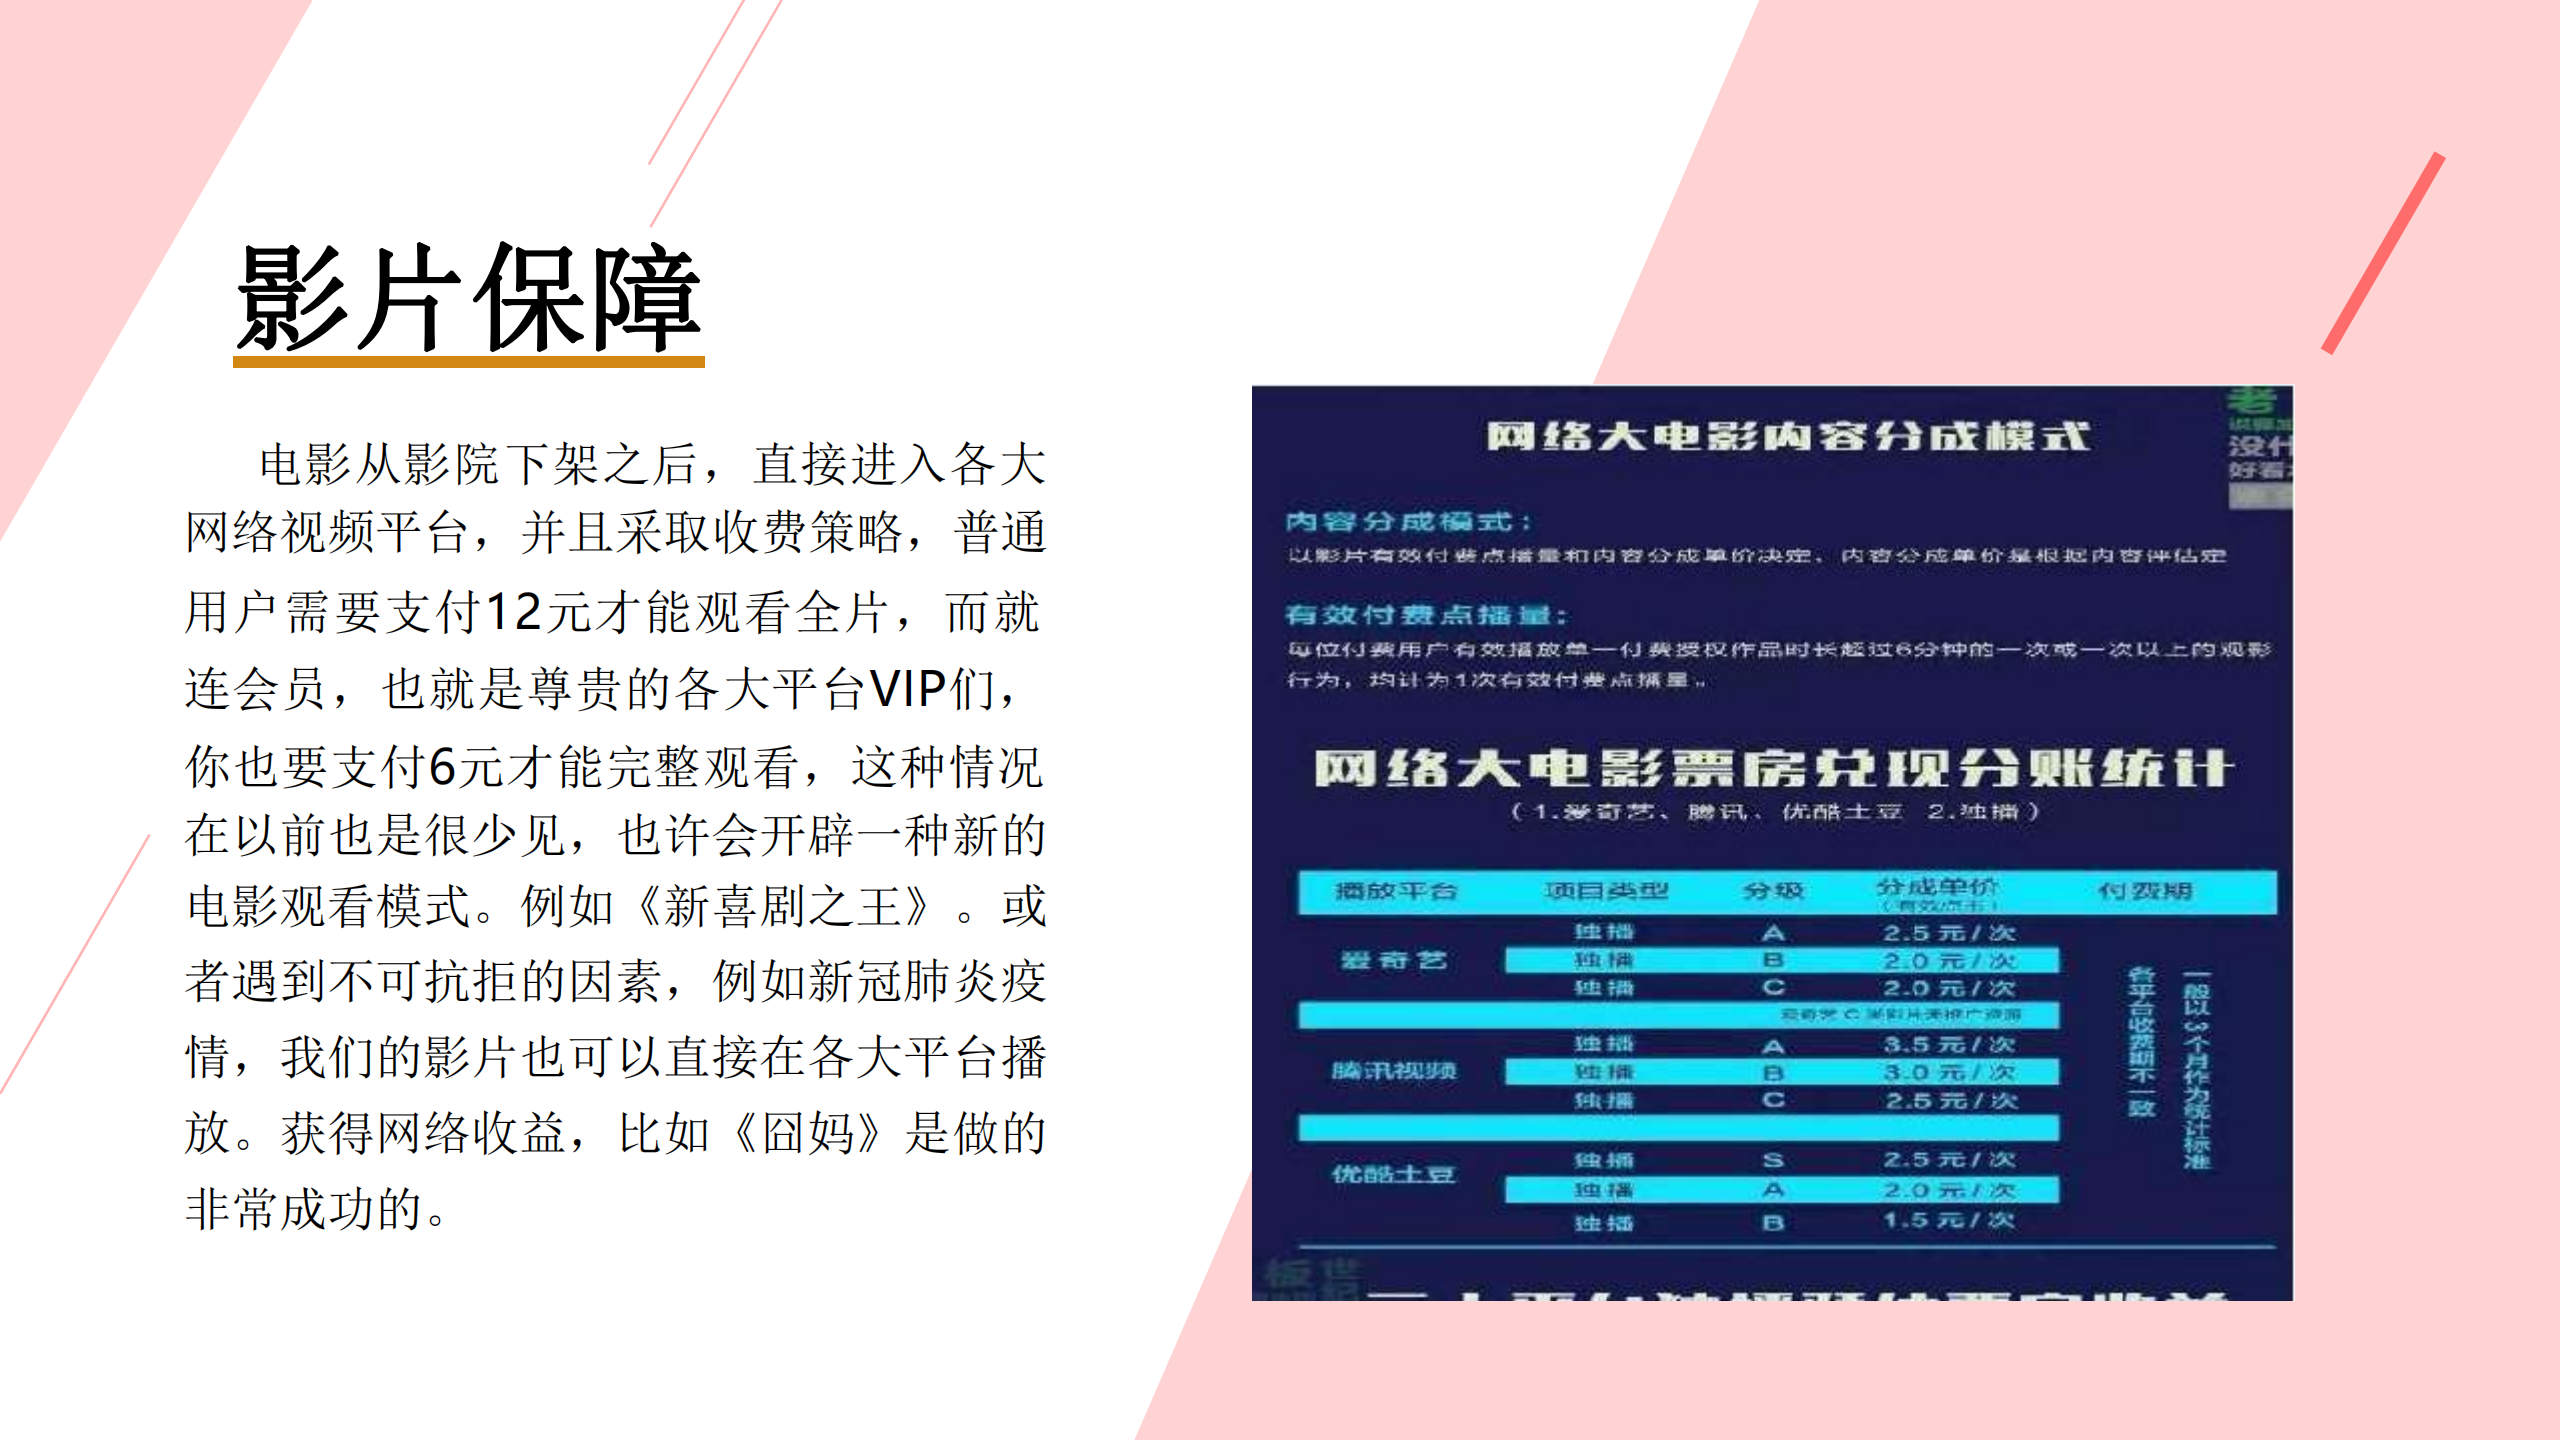 影片保障
电影从影院下架之后，直接进入各大
网络视频平台，并且采取收费策略，普通
用户需要支付12元才能观看全片，而就
连会员，也就是尊贵的各大平台VIP们，
你也要支付6元才能完整观看，这种情况
在以前也是很少见，也许会开辟一种新的
电影观看模式。例如《新喜剧之王》。或
者遇到不可抗拒的因素，例如新冠肺炎疫
情，我们的影片也可以直接在各大平台播
放。获得网络收益，比如《囧妈》是做的
非常成功的。
老
没什
好看
网络大电影内容分成模式
内容分成模式：
以影片有效付费点播量和内容分成单价决定，内容分成单价是根据内容评估定
有效付费点播量：
每位付费用户有效播放单一付费授权作品时长超过6分钟的一次或一次以上的观影
行为，均计为1次有效付费点播量。
网络大电影票房兑现分账统计
（1.爱奇艺、腾讯、优酷土豆 2.独播）
播放平台 项目类型 分级 分成单价 付费期
（有效点击）
独播 A 2.5元/次
爱奇艺 独播 B 2.0元/次
独播 C 2.0元/次
独播 A 3.5元/次
腾讯视频 独播 B 3.0元/次
独播 C 2.5元/次
独播 S 2.5元/次
优酷土豆 独播 A 2.0元/次
独播 B 1.5元/次
一般以3个月作为统计标准
各平台收费期不一致